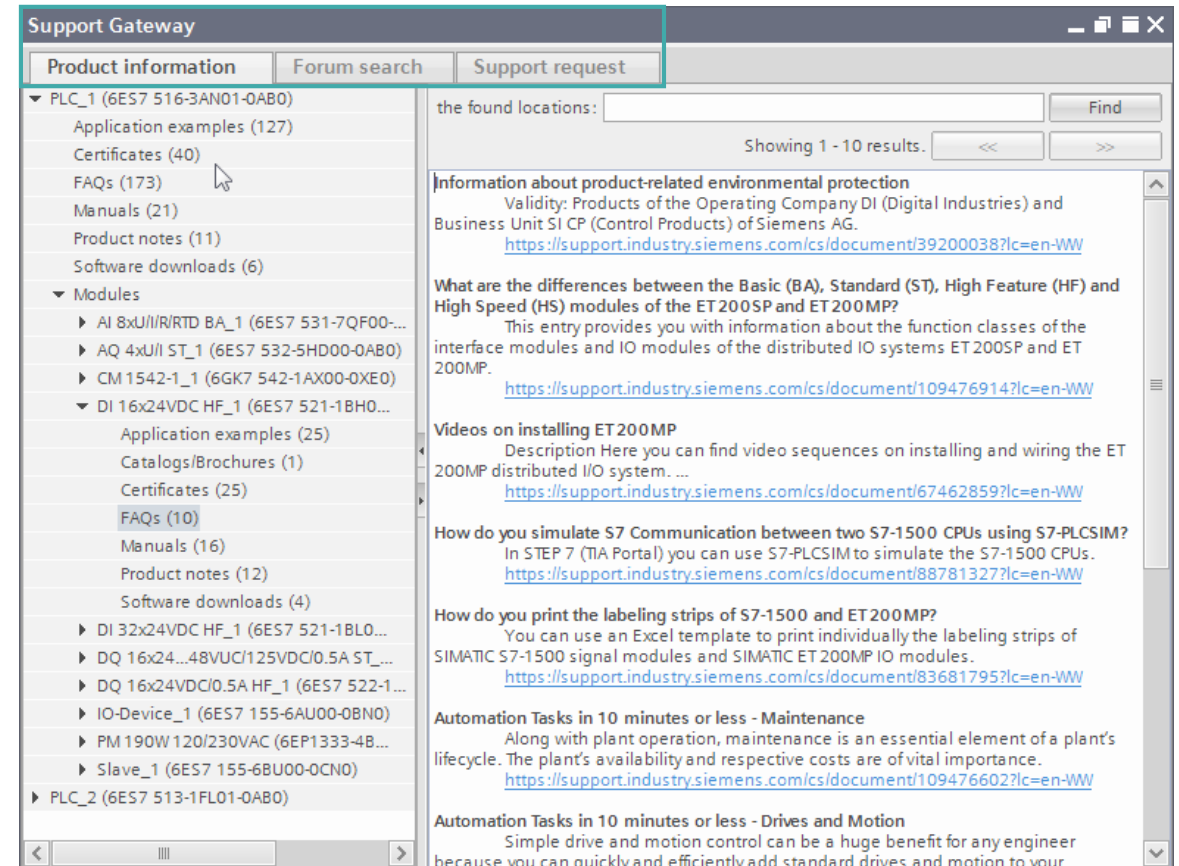 Support Gateway
Product information
Forum search
Support request
PLC_1 (6ES7 516-3AN01-0AB0)
Application examples (127)
Certificates (40)
FAQs (173)
Manuals (21)
Product notes (11)
Software downloads (6)
Modules
AI 8xU/I/R/RTD BA_1 (6ES7 531-7QF00-...
AQ 4xU/I ST_1 (6ES7 532-5HD00-0AB0)
CM 1542-1_1 (6GK7 542-1AX00-0XE0)
DI 16x24VDC HF_1 (6ES7 521-1BH0...
Application examples (25)
Catalogs/Brochures (1)
Certificates (25)
FAQs (10)
Manuals (16)
Product notes (12)
Software downloads (4)
DI 32x24VDC HF_1 (6ES7 521-1BL0...
DQ 16x24...48VUC/125VDC/0.5A ST_...
DQ 16x24VDC/0.5A HF_1 (6ES7 522-1...
IO-Device_1 (6ES7 155-6AU00-0BN0)
PM 190W 120/230VAC (6EP1333-4B...
Slave_1 (6ES7 155-6BU00-0CN0)
PLC_2 (6ES7 513-1FL01-0AB0)
the found locations:
Find
Showing 1 - 10 results.
<<
>>
Information about product-related environmental protection
Validity: Products of the Operating Company DI (Digital Industries) and
Business Unit SI CP (Control Products) of Siemens AG.
https://support.industry.siemens.com/cs/document/39200038?lc=en-WW
What are the differences between the Basic (BA), Standard (ST), High Feature (HF) and
High Speed (HS) modules of the ET200SP and ET200MP?
This entry provides you with information about the function classes of the
interface modules and IO modules of the distributed IO systems ET 200SP and ET
200MP.
https://support.industry.siemens.com/cs/document/109476914?lc=en-WW
Videos on installing ET200MP
Description Here you can find video sequences on installing and wiring the ET
200MP distributed I/O system. ...
https://support.industry.siemens.com/cs/document/67462859?lc=en-WW
How do you simulate S7 Communication between two S7-1500 CPUs using S7-PLCSIM?
In STEP 7 (TIA Portal) you can use S7-PLCSIM to simulate the S7-1500 CPUs.
https://support.industry.siemens.com/cs/document/88781327?lc=en-WW
How do you print the labeling strips of S7-1500 and ET200MP?
You can use an Excel template to print individually the labeling strips of
SIMATIC S7-1500 signal modules and SIMATIC ET 200MP IO modules.
https://support.industry.siemens.com/cs/document/83681795?lc=en-WW
Automation Tasks in 10 minutes or less - Maintenance
Along with plant operation, maintenance is an essential element of a plant's
lifecycle. The plant's availability and respective costs are of vital importance.
https://support.industry.siemens.com/cs/document/109476602?lc=en-WW
Automation Tasks in 10 minutes or less - Drives and Motion
Simple drive and motion control can be a huge benefit for any engineer
because you can quickly and efficiently add standard drives and motion to your